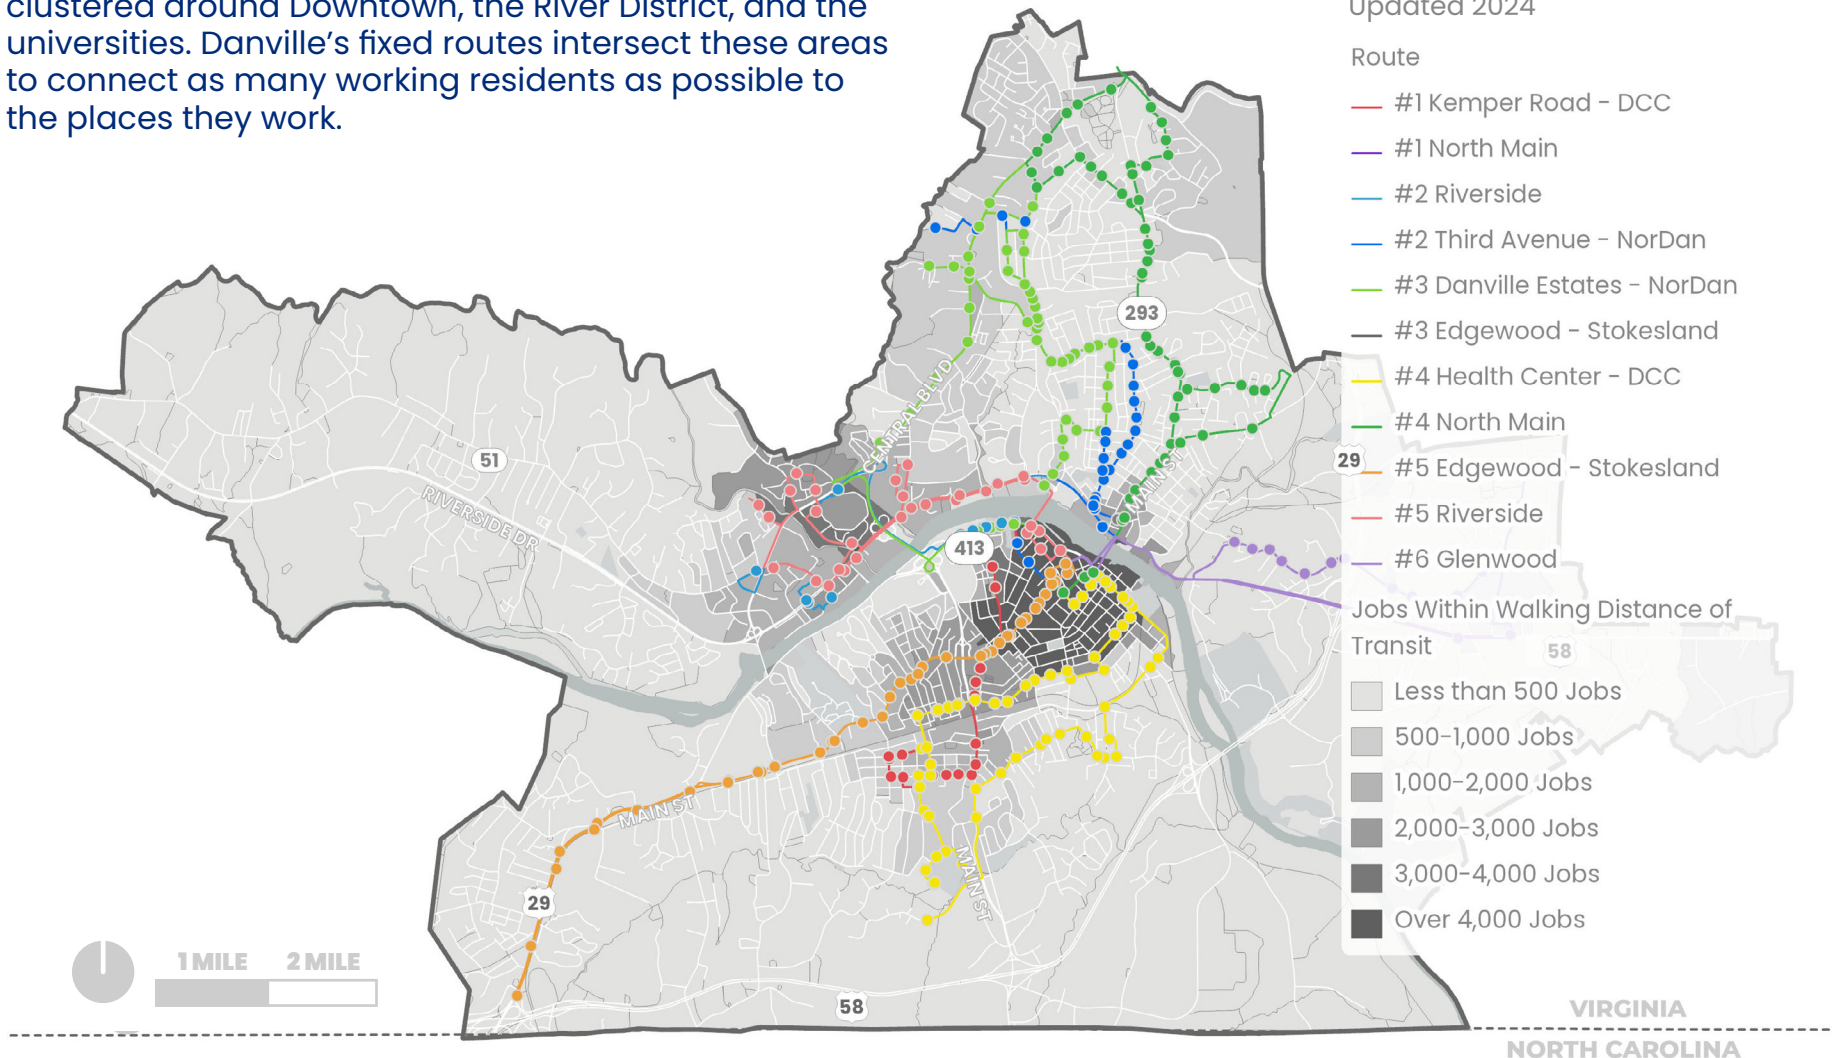 clustered around Downtown, the River District, and the
universities. Danville's fixed routes intersect these areas
to connect as many working residents as possible to
the places they work.
Updated 2024
Route
#1 Kemper Road - DCC
#1 North Main
#2 Riverside
#2 Third Avenue - NorDan
#3 Danville Estates - NorDan
#3 Edgewood - Stokesland
#4 Health Center - DCC
#4 North Main
#5 Edgewood - Stokesland
#5 Riverside
#6 Glenwood
Jobs Within Walking Distance of
Transit
Less than 500 Jobs
500-1,000 Jobs
1,000-2,000 Jobs
2,000-3,000 Jobs
3,000-4,000 Jobs
Over 4,000 Jobs
293
CENTRAL BLVD
51
RIVERSIDE DR
29
MAIN ST
413
58
MAIN ST
MAIN ST
29
58
1 MILE 2 MILE
VIRGINIA
NORTH CAROLINA